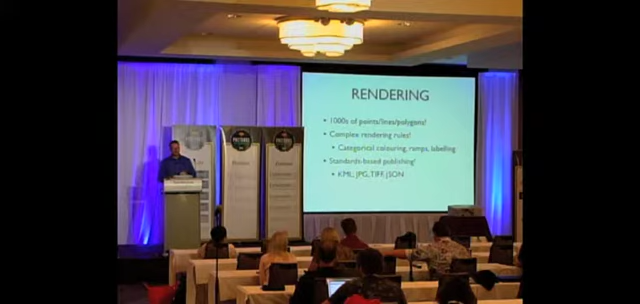 RENDERING
• 1000s of points/lines/polygons!
• Complex rendering rules!
• Categorical colouring, ramps, labelling
• Standards-based publishing!
• KML, JPG, TIFF, JSON